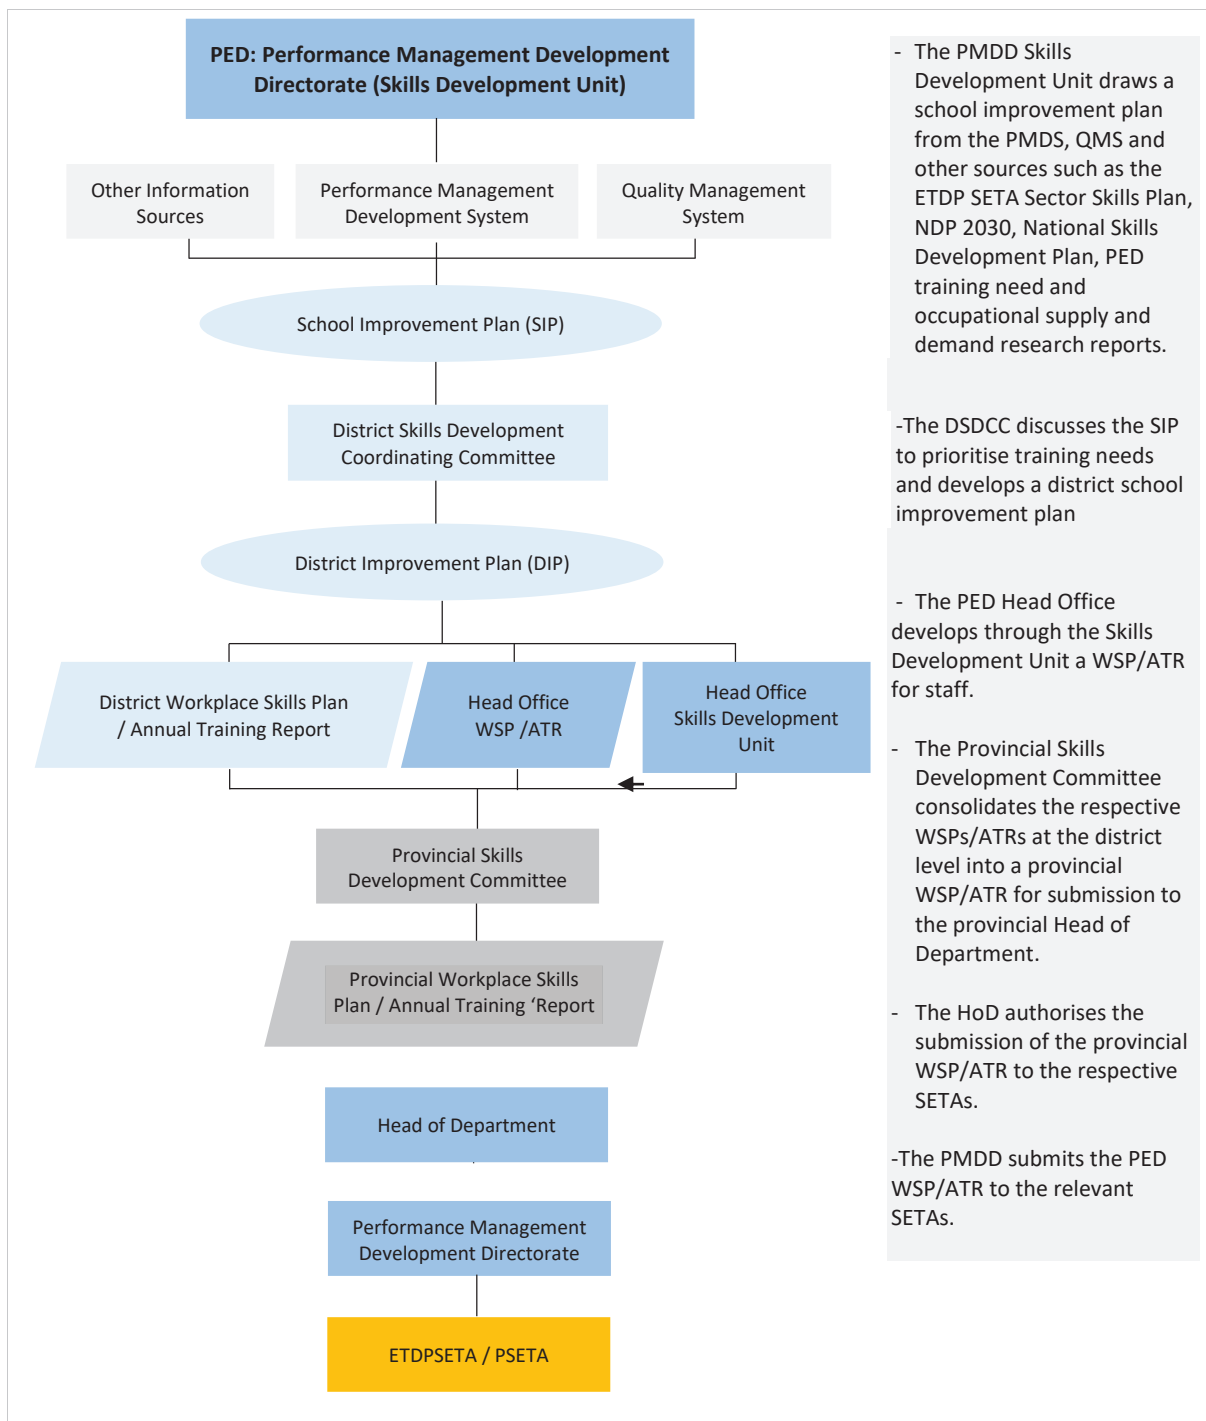 PED: Performance Management Development
Directorate (Skills Development Unit)
Other Information
Sources
Performance Management
Development System
Quality Management
System
School Improvement Plan (SIP)
District Skills Development
Coordinating Committee
District Improvement Plan (DIP)
District Workplace Skills Plan
/ Annual Training Report
Head Office
WSP /ATR
Head Office
Skills Development
Unit
Provincial Skills
Development Committee
Provincial Workplace Skills
Plan / Annual Training ‘Report
Head of Department
Performance Management
Development Directorate
ETDPSETA / PSETA
- The PMDD Skills
Development Unit draws a
school improvement plan
from the PMDS, QMS and
other sources such as the
ETDP SETA Sector Skills Plan,
NDP 2030, National Skills
Development Plan, PED
training need and
occupational supply and
demand research reports.
-The DSDCC discusses the SIP
to prioritise training needs
and develops a district school
improvement plan
- The PED Head Office
develops through the Skills
Development Unit a WSP/ATR
for staff.
- The Provincial Skills
Development Committee
consolidates the respective
WSPs/ATRs at the district
level into a provincial
WSP/ATR for submission to
the provincial Head of
Department.
- The HoD authorises the
submission of the provincial
WSP/ATR to the respective
SETAs.
-The PMDD submits the PED
WSP/ATR to the relevant
SETAs.